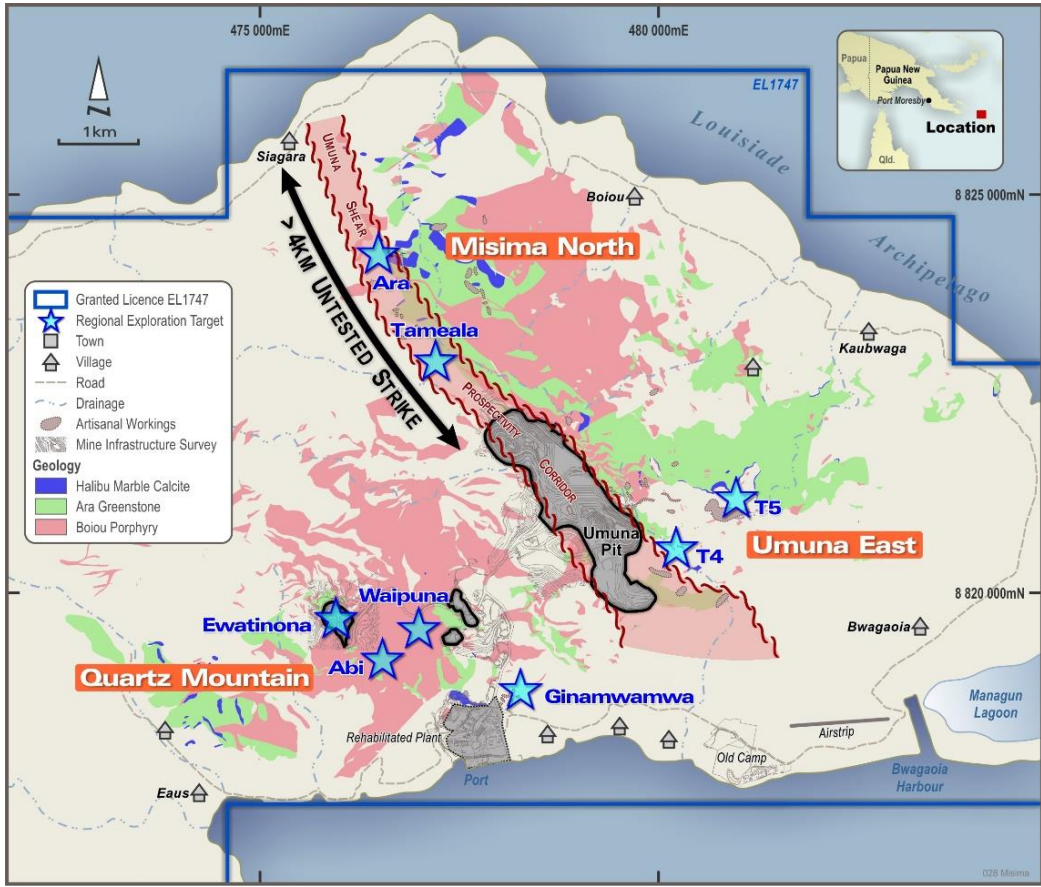 475 000mE
480 000mE
EL1747
Papua
Papua New
Guinea
Port Moresby
Location
Qld.
N
1km
Siagara
UMUNA
SHEAR
Louisiade
Archipelago
Boiou
8 825 000mN
Misima North
Ara
> 4KM UNTESTED STRIKE
Tameala
Kaubwaga
Granted Licence EL1747
Regional Exploration Target
Town
Village
Road
Drainage
Artisanal Workings
Mine Infrastructure Survey
Geology
Halibu Marble Calcite
Ara Greenstone
Boiou Porphyry
PROSPECTIVITY
CORRIDOR
T5
Umuna
Pit
T4
Umuna East
Waipuna
Ewatinona
Abi
8 820 000mN
Bwagaoia
Quartz Mountain
Ginamwamwa
Managun
Lagoon
Rehabilitated Plant
Airstrip
Old Camp
Port
Bwagaoia
Harbour
Eaus
028 Misima